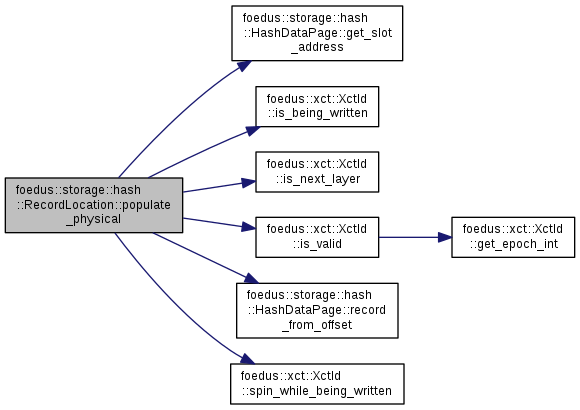 foedus::storage::hash
::HashDataPage::get_slot
_address
foedus::xct::XctId
::is_being_written
foedus::xct::XctId
::is_next_layer
foedus::storage::hash
::RecordLocation::populate
_physical
foedus::xct::XctId
::is_valid
foedus::xct::XctId
::get_epoch_int
foedus::storage::hash
::HashDataPage::record
_from_offset
foedus::xct::XctId
::spin_while_being_written